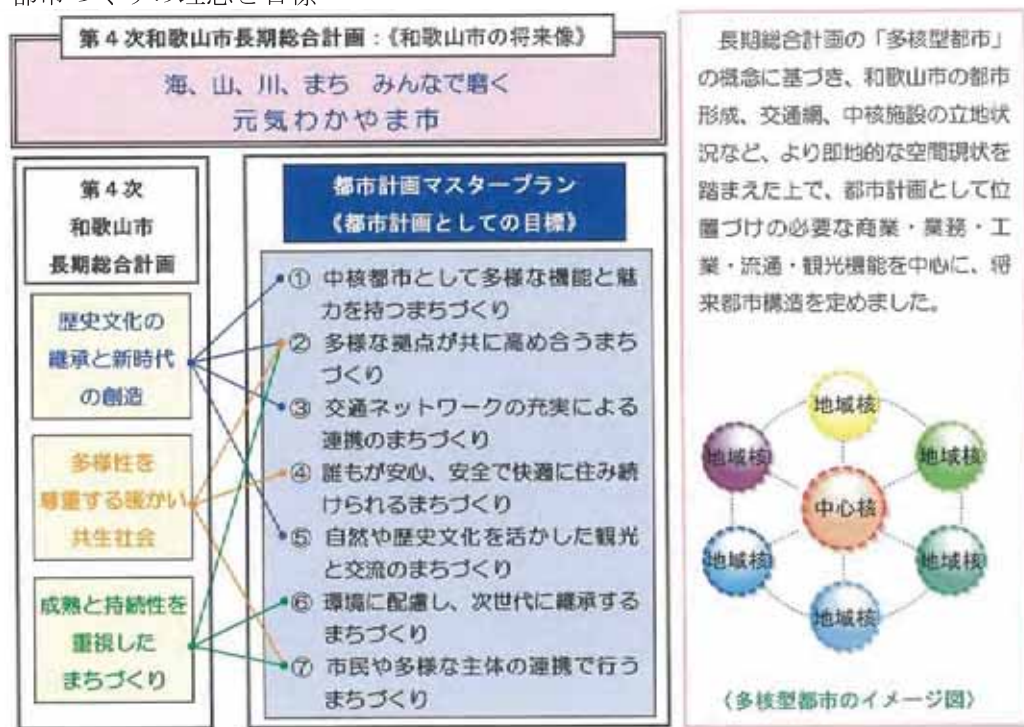 都市づくりの理念と目標
第4次和歌山市長期総合計画:《和歌山市の将来像》
海、山、川、まち みんなで磨く
元気わかやま市
第4次
和歌山市
長期総合計画
歴史文化の
継承と新時代
の創造
多様性を
尊重する暖かい
共生社会
成熟と持続性を
重視した
まちづくり
都市計画マスタープラン
《都市計画としての目標》
① 中核都市として多様な機能と魅
力を持つまちづくり
② 多様な拠点が共に高め合うまち
づくり
③ 交通ネットワークの充実による
連携のまちづくり
④ 誰もが安心、安全で快適に住み続
けられるまちづくり
⑤ 自然や歴史文化を活かした観光
と交流のまちづくり
⑥ 環境に配慮し、次世代に継承する
まちづくり
⑦ 市民や多様な主体の連携で行う
まちづくり
長期総合計画の「多核型都市」
の概念に基づき、和歌山市の都市
形成、交通網、中核施設の立地状
況など、より即地的な空間現状を
踏まえた上で、都市計画として位
置づけの必要な商業・業務・工
業・流通・観光機能を中心に、将
来都市構造を定めました。
地域核
地域核
地域核
中心核
地域核
地域核
地域核
〈多核型都市のイメージ図〉